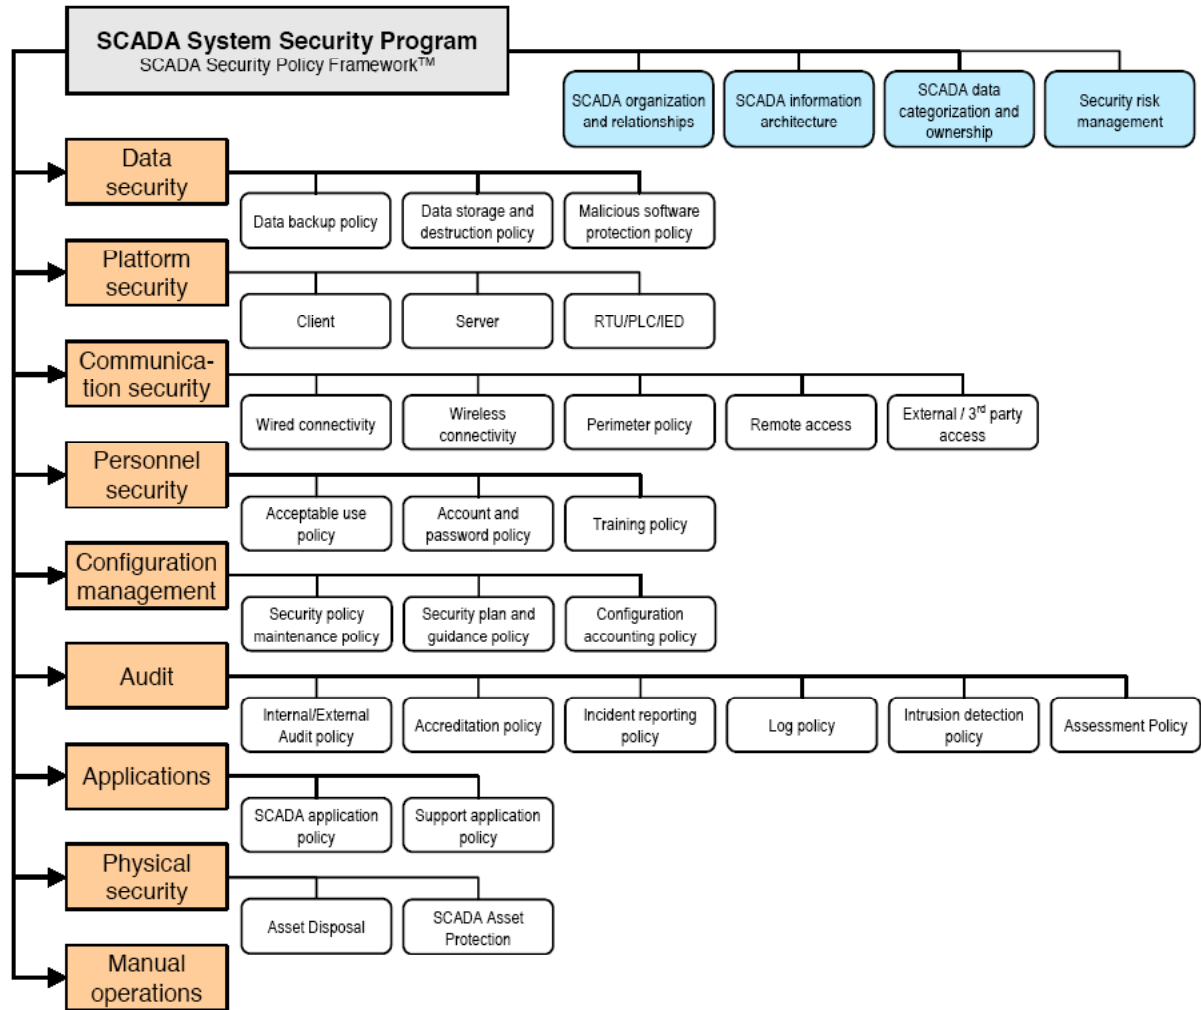 SCADA System Security Program
SCADA Security Policy Framework™
SCADA organization
and relationships
SCADA information
architecture
SCADA data
categorization and
ownership
Security risk
management
Data
security
Data backup policy
Data storage and
destruction policy
Malicious software
protection policy
Platform
security
Client
Server
RTU/PLC/IED
Communica-
tion security
Wired connectivity
Wireless
connectivity
Perimeter policy
Remote access
External / 3rd party
access
Personnel
security
Acceptable use
policy
Account and
password policy
Training policy
Configuration
management
Security policy
maintenance policy
Security plan and
guidance policy
Configuration
accounting policy
Audit
Internal/External
Audit policy
Accreditation policy
Incident reporting
policy
Log policy
Intrusion detection
policy
Assessment Policy
Applications
SCADA application
policy
Support application
policy
Physical
security
Asset Disposal
SCADA Asset
Protection
Manual
operations